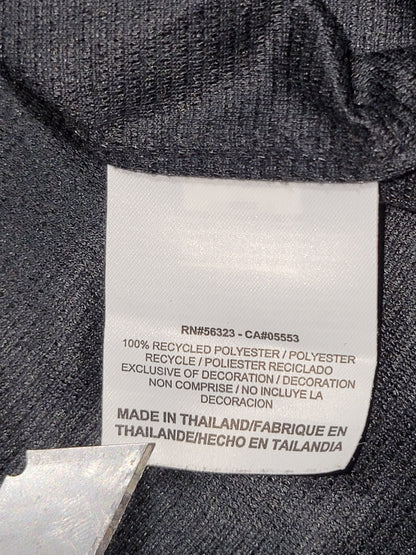 RN#56323 - CA#05553
100% RECYCLED POLYESTER / POLYESTER
RECYCLE / POLIESTER RECICLADO
EXCLUSIVE OF DECORATION / DECORATION
NON COMPRISE / NO INCLUYE LA
DECORACION
MADE IN THAILAND/FABRIQUE EN
THAILANDE/HECHO EN TAILANDIA